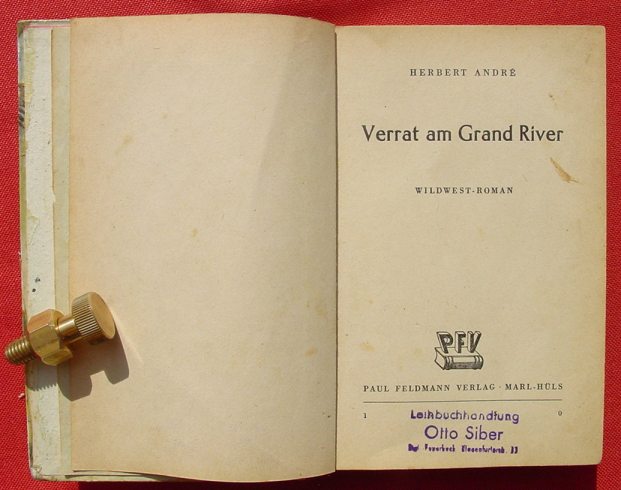 HERBERT ANDRÉ
Verrat am Grand River
WILDWEST-ROMAN
PFV
PAUL FELDMANN VERLAG · MARL-HÜLS
1 0
Leihbuchhandlung
Otto Siber
33